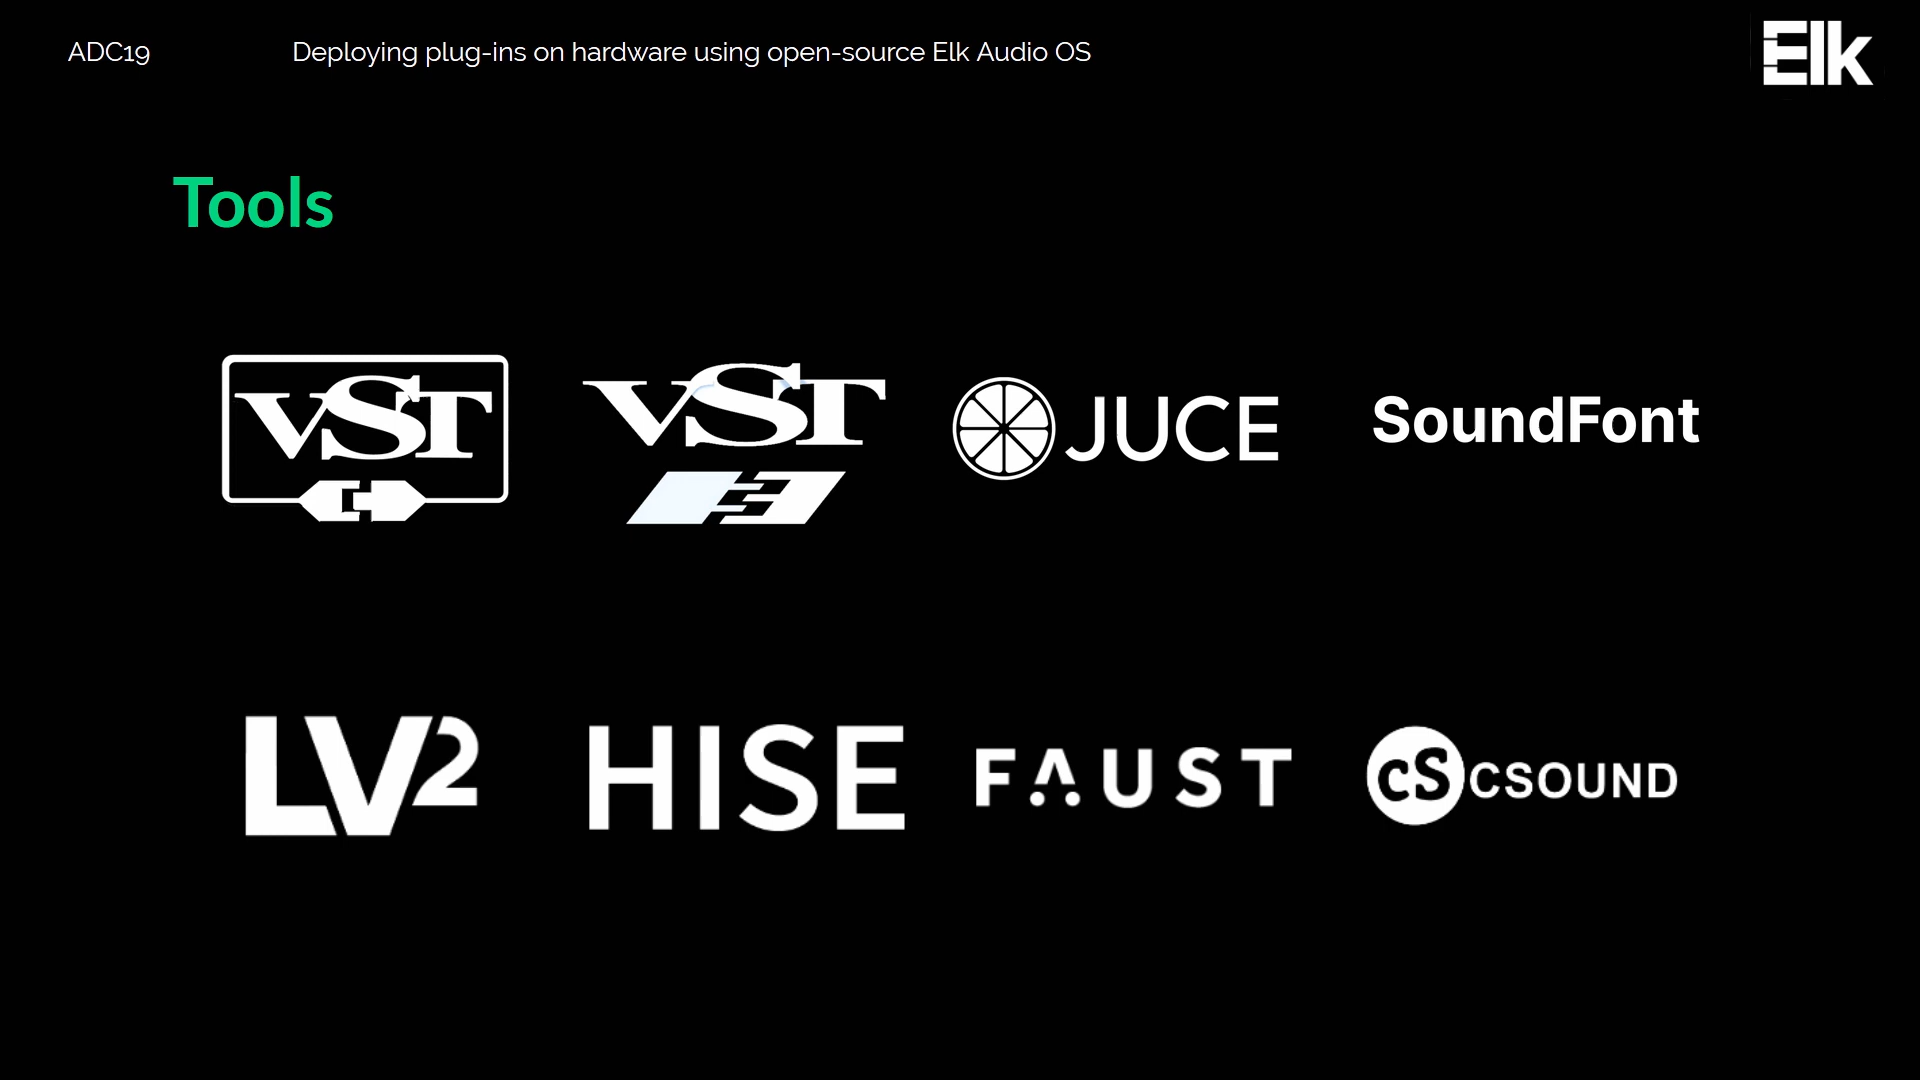 ADC19
Deploying plug-ins on hardware using open-source Elk Audio OS
Elk
Tools
VST
VST
3
JUCE
SoundFont
LV2
HISE
FAUST
cS CSOUND